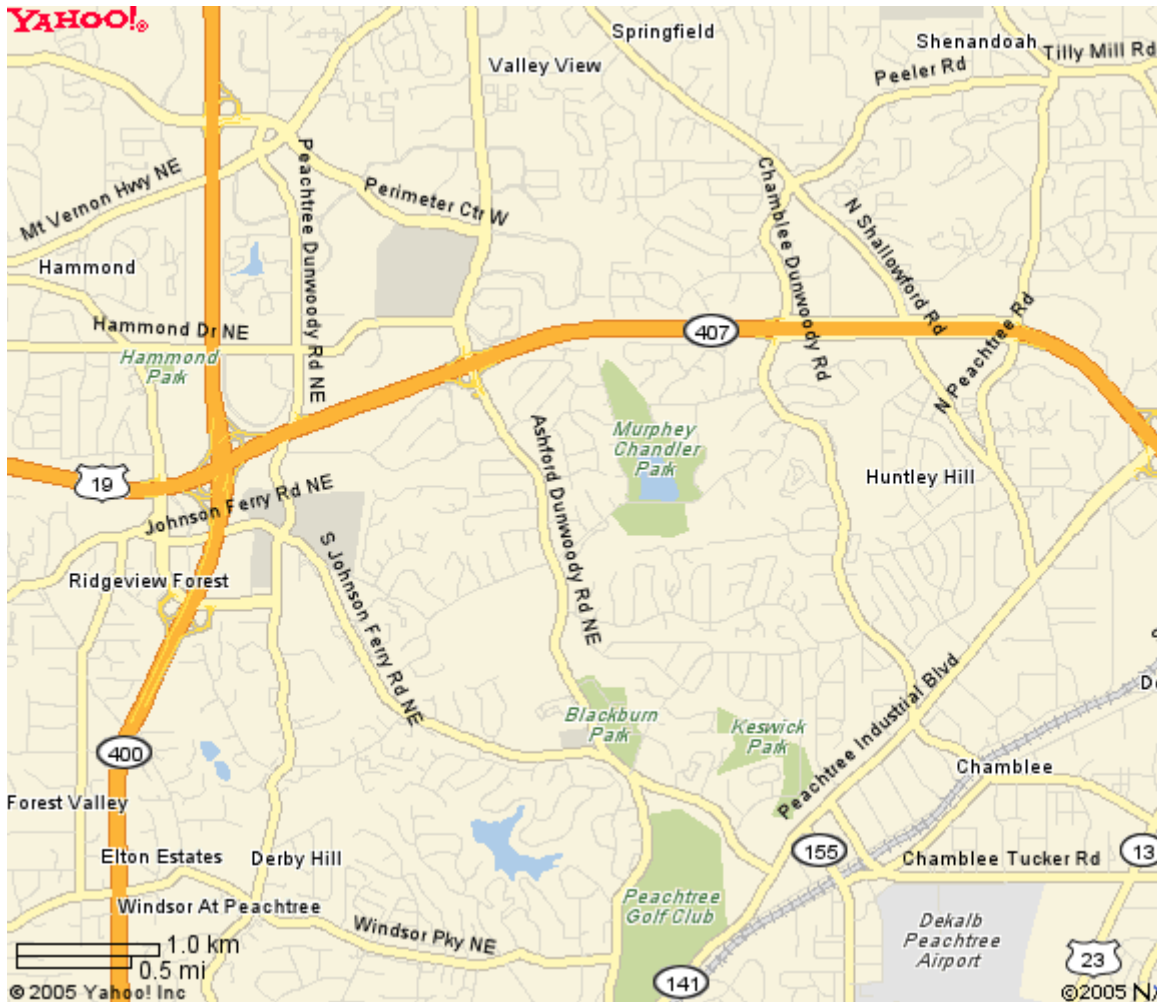 YAHOO!®
Springfield
Shenandoah
Tilly Mill Rd
Valley View
Peeler Rd
Mt Vernon Hwy NE
Peachtree Dunwoody Rd NE
Perimeter Ctr W
Chamblee Dunwoody Rd
N Shallowford Rd
Hammond
Hammond Dr NE
Hammond
Park
407
N Peachtree Rd
Ashford Dunwoody Rd NE
Murphey
Chandler
Park
Huntley Hill
19
Johnson Ferry Rd NE
S Johnson Ferry Rd NE
Ridgeview Forest
Blackburn
Park
Keswick
Park
Peachtree Industrial Blvd
400
Chamblee
Forest Valley
Elton Estates
Derby Hill
155
Chamblee Tucker Rd
13
Windsor At Peachtree
Windsor Pky NE
Peachtree
Golf Club
Dekalb
Peachtree
Airport
1.0 km
0.5 mi
141
23
© 2005 Yahoo! Inc
©2005 N